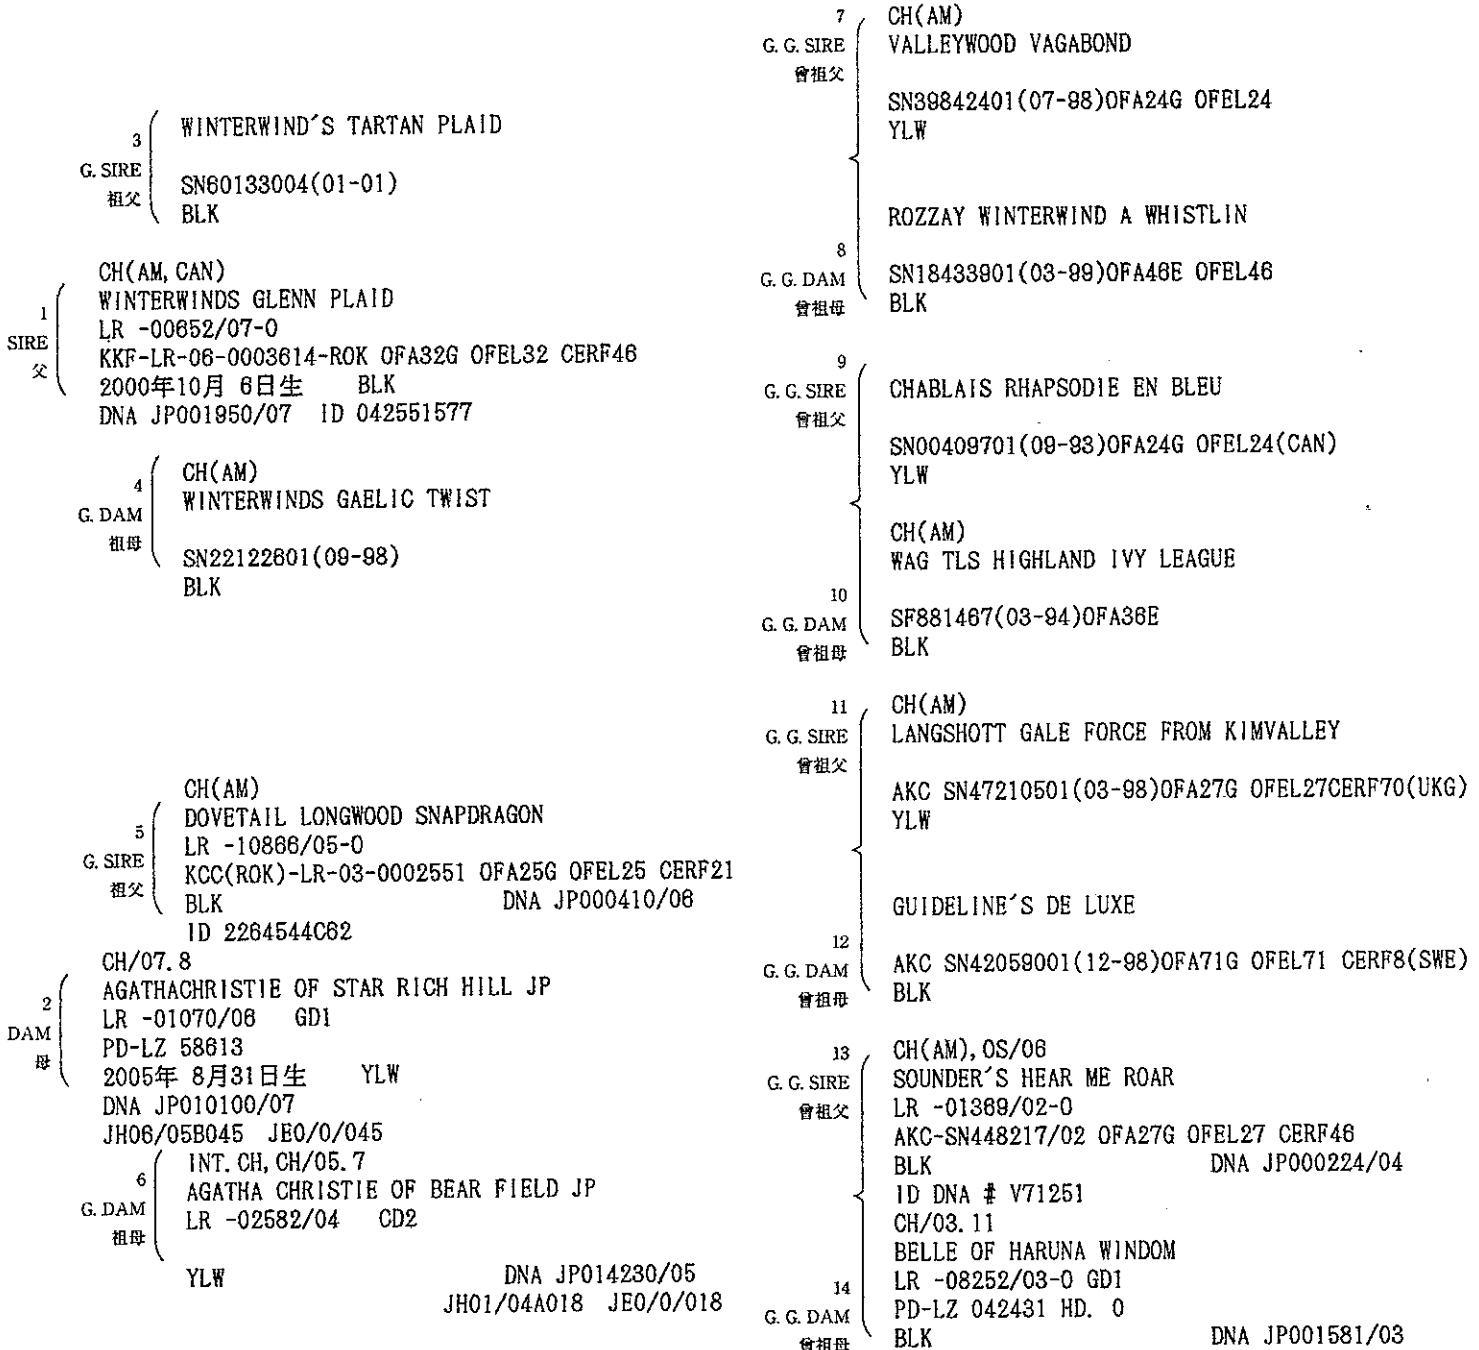 1
SIRE
父
CH(AM, CAN)
WINTERWINDS GLENN PLAID
LR -00652/07-0
KKF-LR-06-0003614-ROK OFA32G OFEL32 CERF46
2000年10月 6日生 BLK
DNA JP001950/07 ID 042551577
2
DAM
母
CH/07.8
AGATHACHRISTIE OF STAR RICH HILL JP
LR -01070/06 GD1
PD-LZ 58613
2005年 8月31日生 YLW
DNA JP010100/07
JH06/05B045 JE0/0/045
3
G. SIRE
祖父
WINTERWIND'S TARTAN PLAID
SN60133004(01-01)
BLK
4
G. DAM
祖母
CH(AM)
WINTERWINDS GAELIC TWIST
SN22122601(09-98)
BLK
5
G. SIRE
祖父
CH(AM)
DOVETAIL LONGWOOD SNAPDRAGON
LR -10866/05-0
KCC(ROK)-LR-03-0002551 OFA25G OFEL25 CERF21
BLK DNA JP000410/06
ID 2264544C62
6
G. DAM
祖母
INT. CH, CH/05.7
AGATHA CHRISTIE OF BEAR FIELD JP
LR -02582/04 CD2
YLW DNA JP014230/05
JH01/04A018 JE0/0/018
7
G. G. SIRE
曾祖父
CH(AM)
VALLEYWOOD VAGABOND
SN39842401(07-98)OFA24G OFEL24
YLW
8
G. G. DAM
曾祖母
ROZZAY WINTERWIND A WHISTLIN
SN18433901(03-99)OFA46E OFEL46
BLK
9
G. G. SIRE
曾祖父
CHABLAIS RHAPSODIE EN BLEU
SN00409701(09-93)OFA24G OFEL24(CAN)
YLW
10
G. G. DAM
曾祖母
CH(AM)
WAG TLS HIGHLAND IVY LEAGUE
SF881467(03-94)OFA36E
BLK
11
G. G. SIRE
曾祖父
CH(AM)
LANGSHOTT GALE FORCE FROM KIMVALLEY
AKC SN47210501(03-98)OFA27G OFEL27CERF70(UKG)
YLW
12
G. G. DAM
曾祖母
GUIDELINE'S DE LUXE
AKC SN42059001(12-98)OFA71G OFEL71 CERF8(SWE)
BLK
13
G. G. SIRE
曾祖父
CH(AM), OS/06
SOUNDER'S HEAR ME ROAR
LR -01369/02-0
AKC-SN448217/02 OFA27G OFEL27 CERF46
BLK DNA JP000224/04
ID DNA # V71251
14
G. G. DAM
曾祖母
CH/03.11
BELLE OF HARUNA WINDOM
LR -08252/03-0 GD1
PD-LZ 042431 HD. 0
BLK DNA JP001581/03